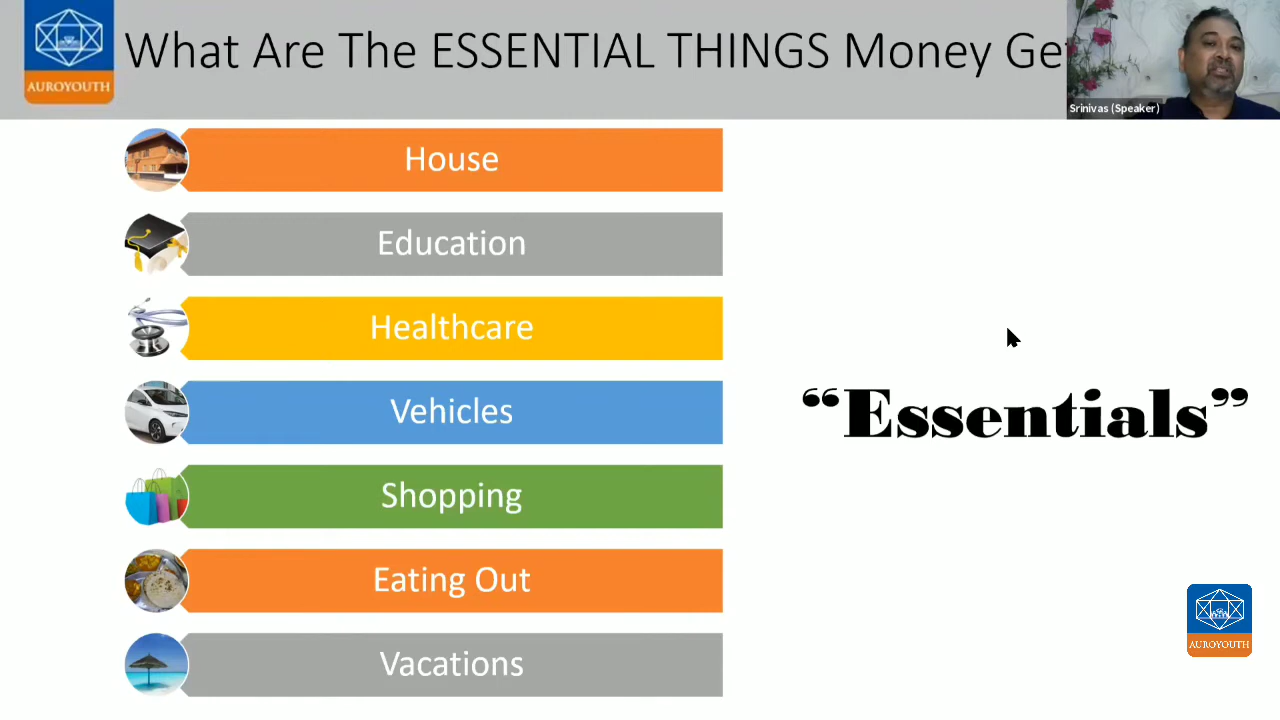 What Are The ESSENTIAL THINGS Money Ge
AUROYOUTH
Srinivas (Speaker)
House
Education
Healthcare
Vehicles
“Essentials”
Shopping
Eating Out
Vacations
AUROYOUTH